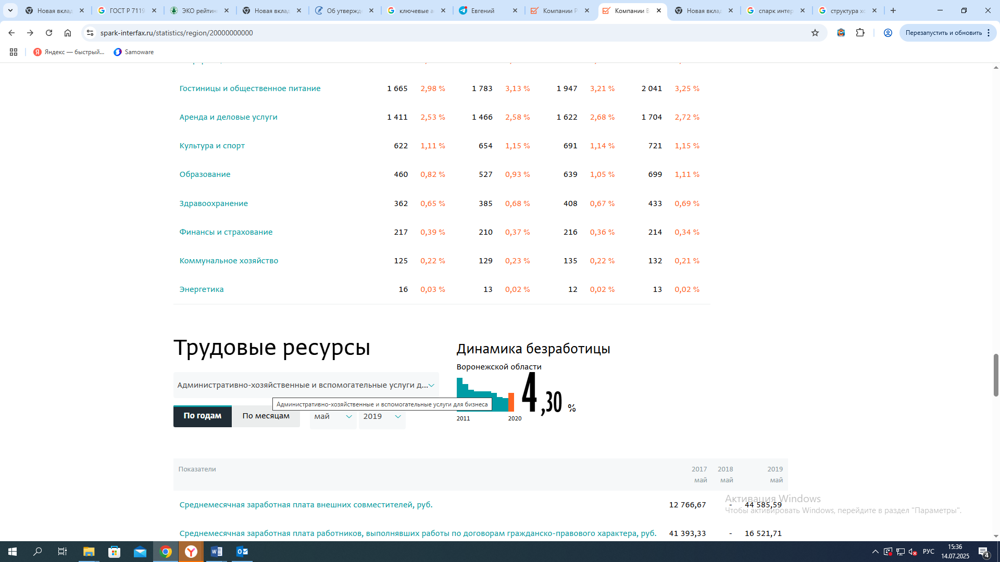 Новая вклад
ГОСТ Р 7119
ЭКО рейтин
Новая вклад
Об утвержд
ключевые а
Евгений
Компании Р
Компании В
Новая вклад
спарк интер
структура хо
spark-interfax.ru/statistics/region/20000000000
Перезапустить и обновить
Яндекс — быстрый...
Samoware
Гостиницы и общественное питание 1 665 2,98 % 1 783 3,13 % 1 947 3,21 % 2 041 3,25 %
Аренда и деловые услуги 1 411 2,53 % 1 466 2,58 % 1 622 2,68 % 1 704 2,72 %
Культура и спорт 622 1,11 % 654 1,15 % 691 1,14 % 721 1,15 %
Образование 460 0,82 % 527 0,93 % 639 1,05 % 699 1,11 %
Здравоохранение 362 0,65 % 385 0,68 % 408 0,67 % 433 0,69 %
Финансы и страхование 217 0,39 % 210 0,37 % 216 0,36 % 214 0,34 %
Коммунальное хозяйство 125 0,22 % 129 0,23 % 135 0,22 % 132 0,21 %
Энергетика 16 0,03 % 13 0,02 % 12 0,02 % 13 0,02 %
Трудовые ресурсы
Административно-хозяйственные и вспомогательные услуги д...
Административно-хозяйственные и вспомогательные услуги для бизнеса
По годам
По месяцам
май
2019
Динамика безработицы
Воронежской области
4,30 %
2011 2020
Показатели 2017 2018 2019
май май май
Среднемесячная заработная плата внешних совместителей, руб. 12 766,67 - 44 585,59
Среднемесячная заработная плата работников, выполнявших работы по договорам гражданско-правового характера, руб. 41 393,33 - 16 521,71
Активация Windows
Чтобы активировать Windows, перейдите в раздел "Параметры".
РУС
15:36
14.07.2025
4